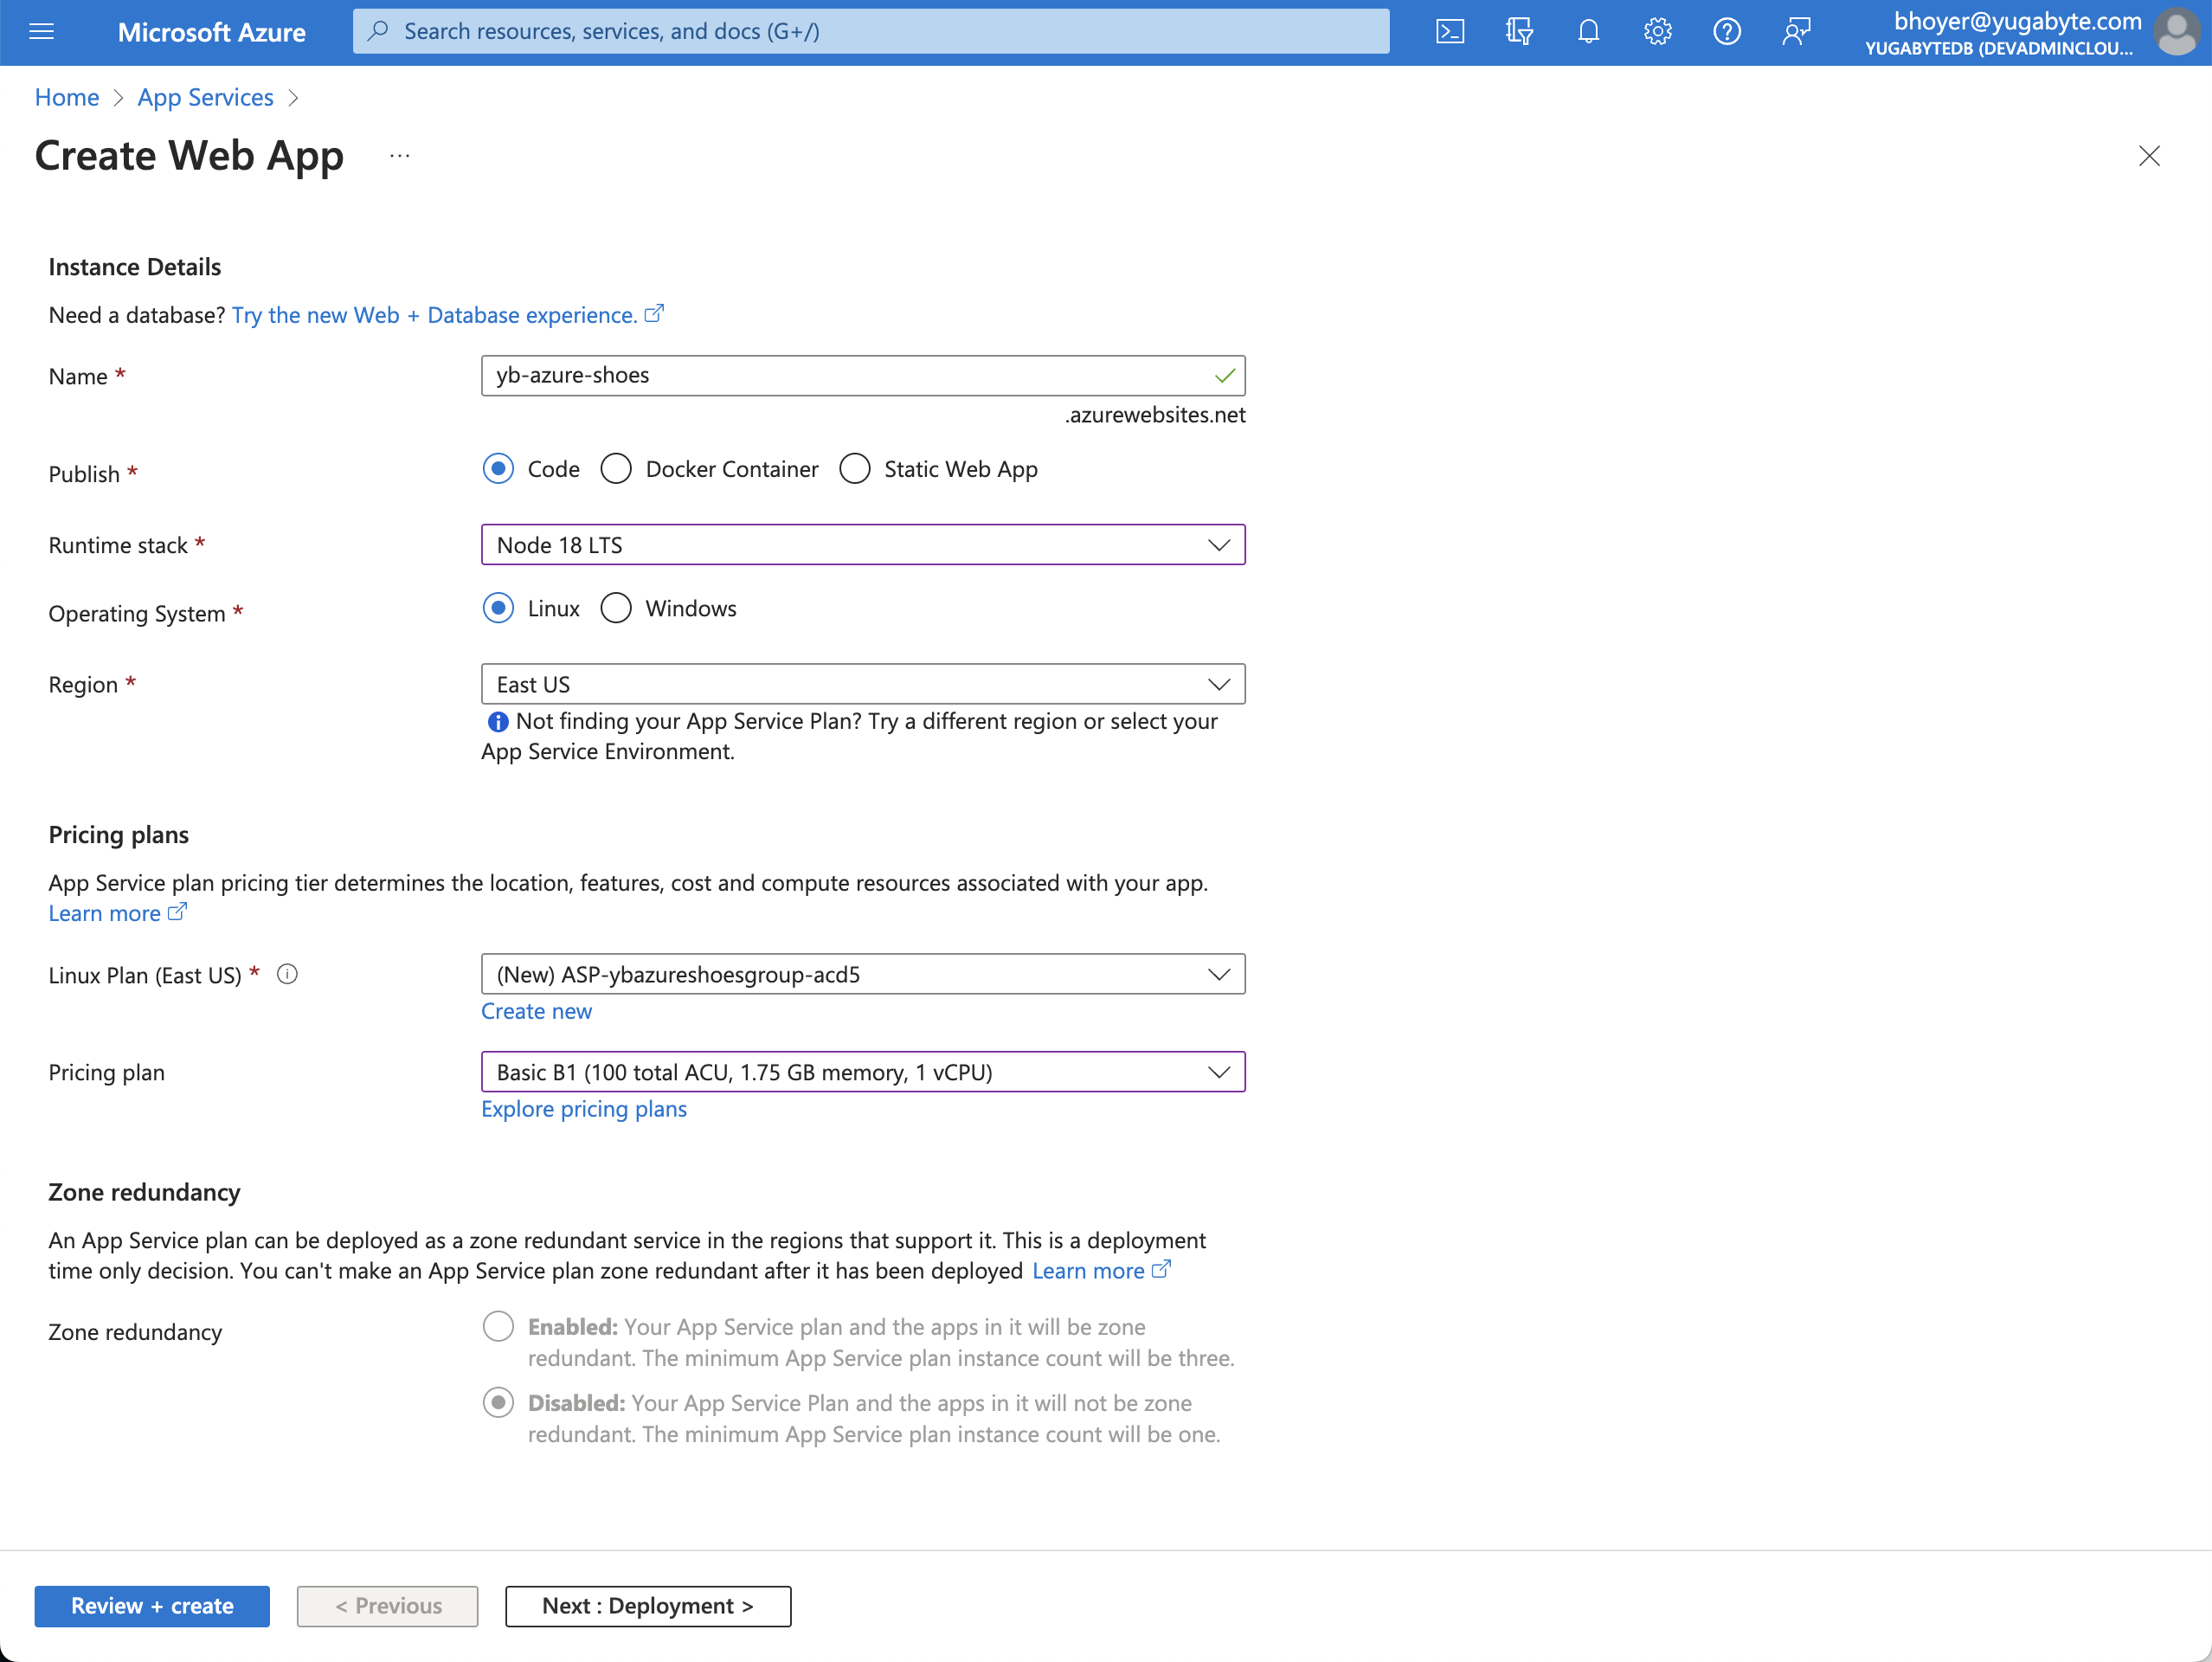 Microsoft Azure
Search resources, services, and docs (G+/)
bhoyer@yugabyte.com
YUGABYTEDB (DEVADMINCLOU...
Home > App Services >
Create Web App ...
Instance Details
Need a database? Try the new Web + Database experience.
Name *
yb-azure-shoes
.azurewebsites.net
Publish *
Code
Docker Container
Static Web App
Runtime stack *
Node 18 LTS
Operating System *
Linux
Windows
Region *
East US
Not finding your App Service Plan? Try a different region or select your
App Service Environment.
Pricing plans
App Service plan pricing tier determines the location, features, cost and compute resources associated with your app.
Learn more
Linux Plan (East US) *
(New) ASP-ybazureshoesgroup-acd5
Create new
Pricing plan
Basic B1 (100 total ACU, 1.75 GB memory, 1 vCPU)
Explore pricing plans
Zone redundancy
An App Service plan can be deployed as a zone redundant service in the regions that support it. This is a deployment
time only decision. You can't make an App Service plan zone redundant after it has been deployed Learn more
Zone redundancy
Enabled: Your App Service plan and the apps in it will be zone
redundant. The minimum App Service plan instance count will be three.
Disabled: Your App Service Plan and the apps in it will not be zone
redundant. The minimum App Service plan instance count will be one.
Review + create
< Previous
Next : Deployment >